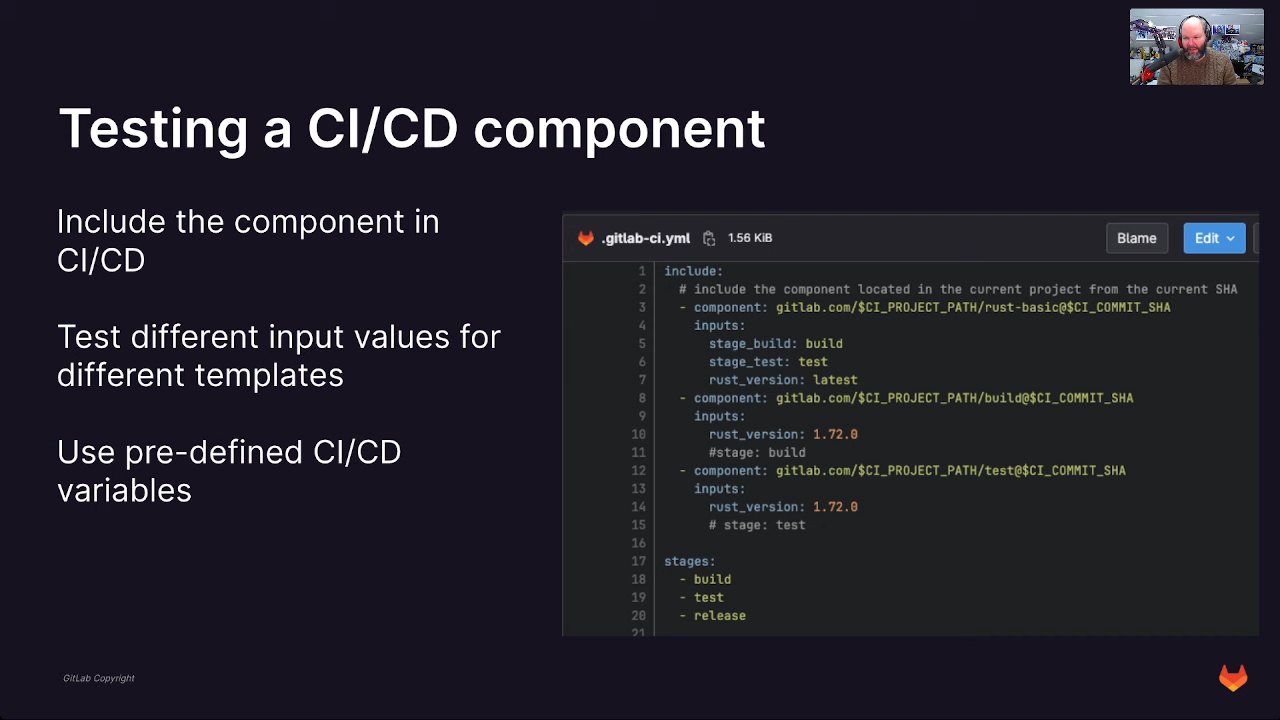 Testing a CI/CD component
Include the component in
CI/CD
Test different input values for
different templates
Use pre-defined CI/CD
variables
.gitlab-ci.yml 1.56 KiB Blame Edit
1 include:
2 # include the component located in the current project from the current SHA
3 - component: gitlab.com/$CI_PROJECT_PATH/rust-basic@$CI_COMMIT_SHA
4 inputs:
5 stage_build: build
6 stage_test: test
7 rust_version: latest
8 - component: gitlab.com/$CI_PROJECT_PATH/build@$CI_COMMIT_SHA
9 inputs:
10 rust_version: 1.72.0
11 #stage: build
12 - component: gitlab.com/$CI_PROJECT_PATH/test@$CI_COMMIT_SHA
13 inputs:
14 rust_version: 1.72.0
15 # stage: test
16
17 stages:
18 - build
19 - test
20 - release
21
GitLab Copyright